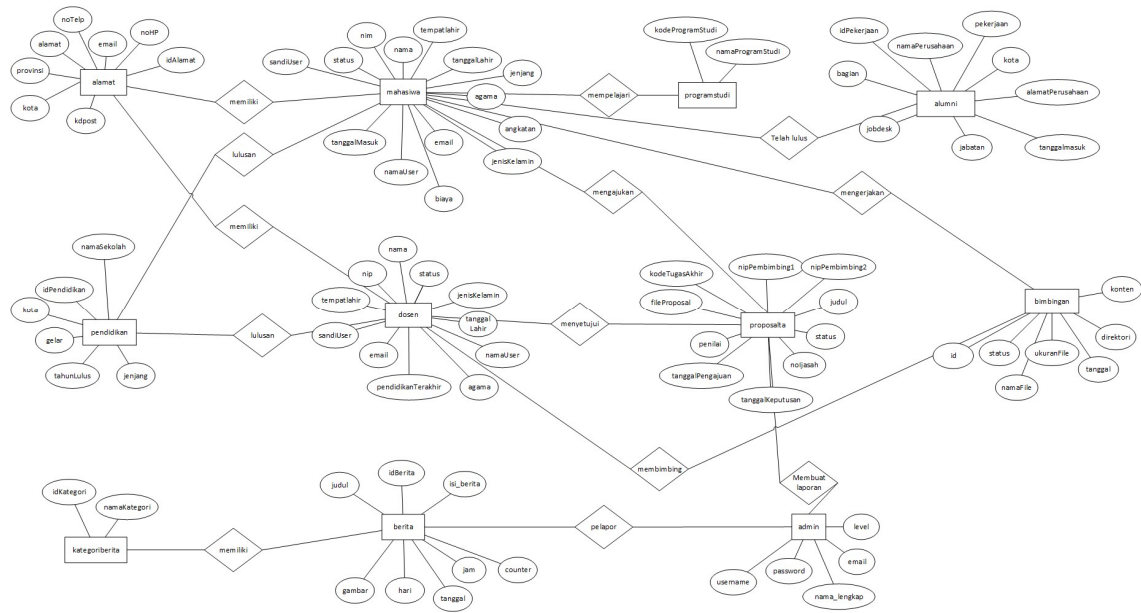 noTelp
alamat
email
noHP
provinsi
idAlamat
alamat
kota
kdpost
memiliki
nim
nama
tempatlahir
status
sandiUser
tanggalLahir
jenjang
mahasiwa
agama
angkatan
tanggalMasuk
email
jenisKelamin
namaUser
biaya
kodeProgramStudi
namaProgramStudi
mempelajari
programstudi
pekerjaan
idPekerjaan
namaPerusahaan
kota
bagian
alamatPerusahaan
alumni
Telah lulus
jobdesk
jabatan
tanggalmasuk
lulusan
mengajukan
mengerjakan
memiliki
namaSekolah
idPendidikan
kota
pendidikan
gelar
tahunLulus
jenjang
lulusan
nama
nip
status
tempatlahir
jenisKelamin
dosen
tanggal
Lahir
sandiUser
email
namaUser
pendidikanTerakhir
agama
menyetujui
kodeTugasAkhir
nipPembimbing1
nipPembimbing2
fileProposal
judul
proposalta
penilai
status
noijasah
tanggalPengajuan
tanggalKeputusan
konten
bimbingan
direktori
id
status
ukuranFile
tanggal
namaFile
membimbing
Membuat
laporan
idKategori
namaKategori
kategoriberita
memiliki
idBerita
judul
isi_berita
berita
gambar
hari
tanggal
jam
counter
pelapor
admin
level
email
username
password
nama_lengkap